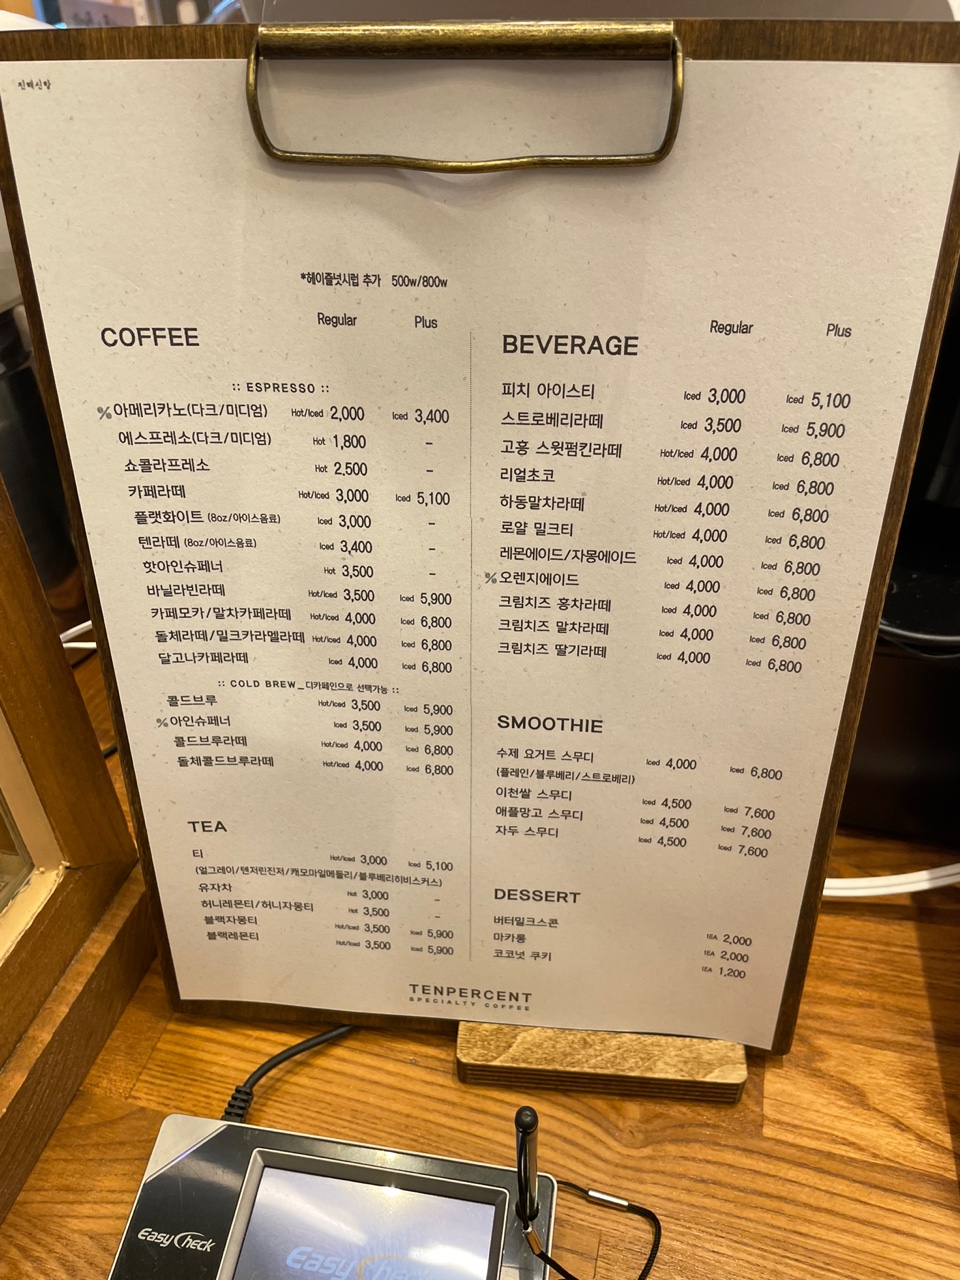 진해신항
*헤이즐넛시럽 추가 500w/800w
COFFEE Regular Plus
:: ESPRESSO ::
% 아메리카노(다크/미디엄) Hot/Iced 2,000 Iced 3,400
에스프레소(다크/미디엄) Hot 1,800 –
쇼콜라프레소 Hot 2,500 –
카페라떼 Hot/Iced 3,000 Iced 5,100
플랫화이트 (8oz/아이스음료) Iced 3,000 –
텐라떼 (8oz/아이스음료) Iced 3,400 –
핫아인슈페너 Hot 3,500 –
바닐라빈라떼 Hot/Iced 3,500 Iced 5,900
카페모카/말차카페라떼 Hot/Iced 4,000 Iced 6,800
돌체라떼/밀크카라멜라떼 Hot/Iced 4,000 Iced 6,800
달고나카페라떼 Iced 4,000 Iced 6,800
:: COLD BREW_디카페인으로 선택가능 ::
콜드브루 Hot/Iced 3,500 Iced 5,900
% 아인슈페너 Iced 3,500 Iced 5,900
콜드브루라떼 Hot/Iced 4,000 Iced 6,800
돌체콜드브루라떼 Hot/Iced 4,000 Iced 6,800
TEA
티 Hot/Iced 3,000 Iced 5,100
(얼그레이/탠저린진저/캐모마일메들리/블루베리히비스커스)
유자차 Hot 3,000 –
허니레몬티/허니자몽티 Hot 3,500 –
블랙자몽티 Hot/Iced 3,500 Iced 5,900
블랙레몬티 Hot/Iced 3,500 Iced 5,900
BEVERAGE Regular Plus
피치 아이스티 Iced 3,000 Iced 5,100
스트로베리라떼 Iced 3,500 Iced 5,900
고흥 스윗펌킨라떼 Hot/Iced 4,000 Iced 6,800
리얼초코 Hot/Iced 4,000 Iced 6,800
하동말차라떼 Hot/Iced 4,000 Iced 6,800
로얄 밀크티 Hot/Iced 4,000 Iced 6,800
레몬에이드/자몽에이드 Iced 4,000 Iced 6,800
% 오렌지에이드 Iced 4,000 Iced 6,800
크림치즈 홍차라떼 Iced 4,000 Iced 6,800
크림치즈 말차라떼 Iced 4,000 Iced 6,800
크림치즈 딸기라떼 Iced 4,000 Iced 6,800
SMOOTHIE
수제 요거트 스무디 Iced 4,000 Iced 6,800
(플레인/블루베리/스트로베리)
이천쌀 스무디 Iced 4,500 Iced 7,600
애플망고 스무디 Iced 4,500 Iced 7,600
자두 스무디 Iced 4,500 Iced 7,600
DESSERT
버터밀크스콘 1EA 2,000
마카롱 1EA 2,000
코코넛 쿠키 1EA 1,200
TENPERCENT
SPECIALTY COFFEE
Easy Check
Easy Che